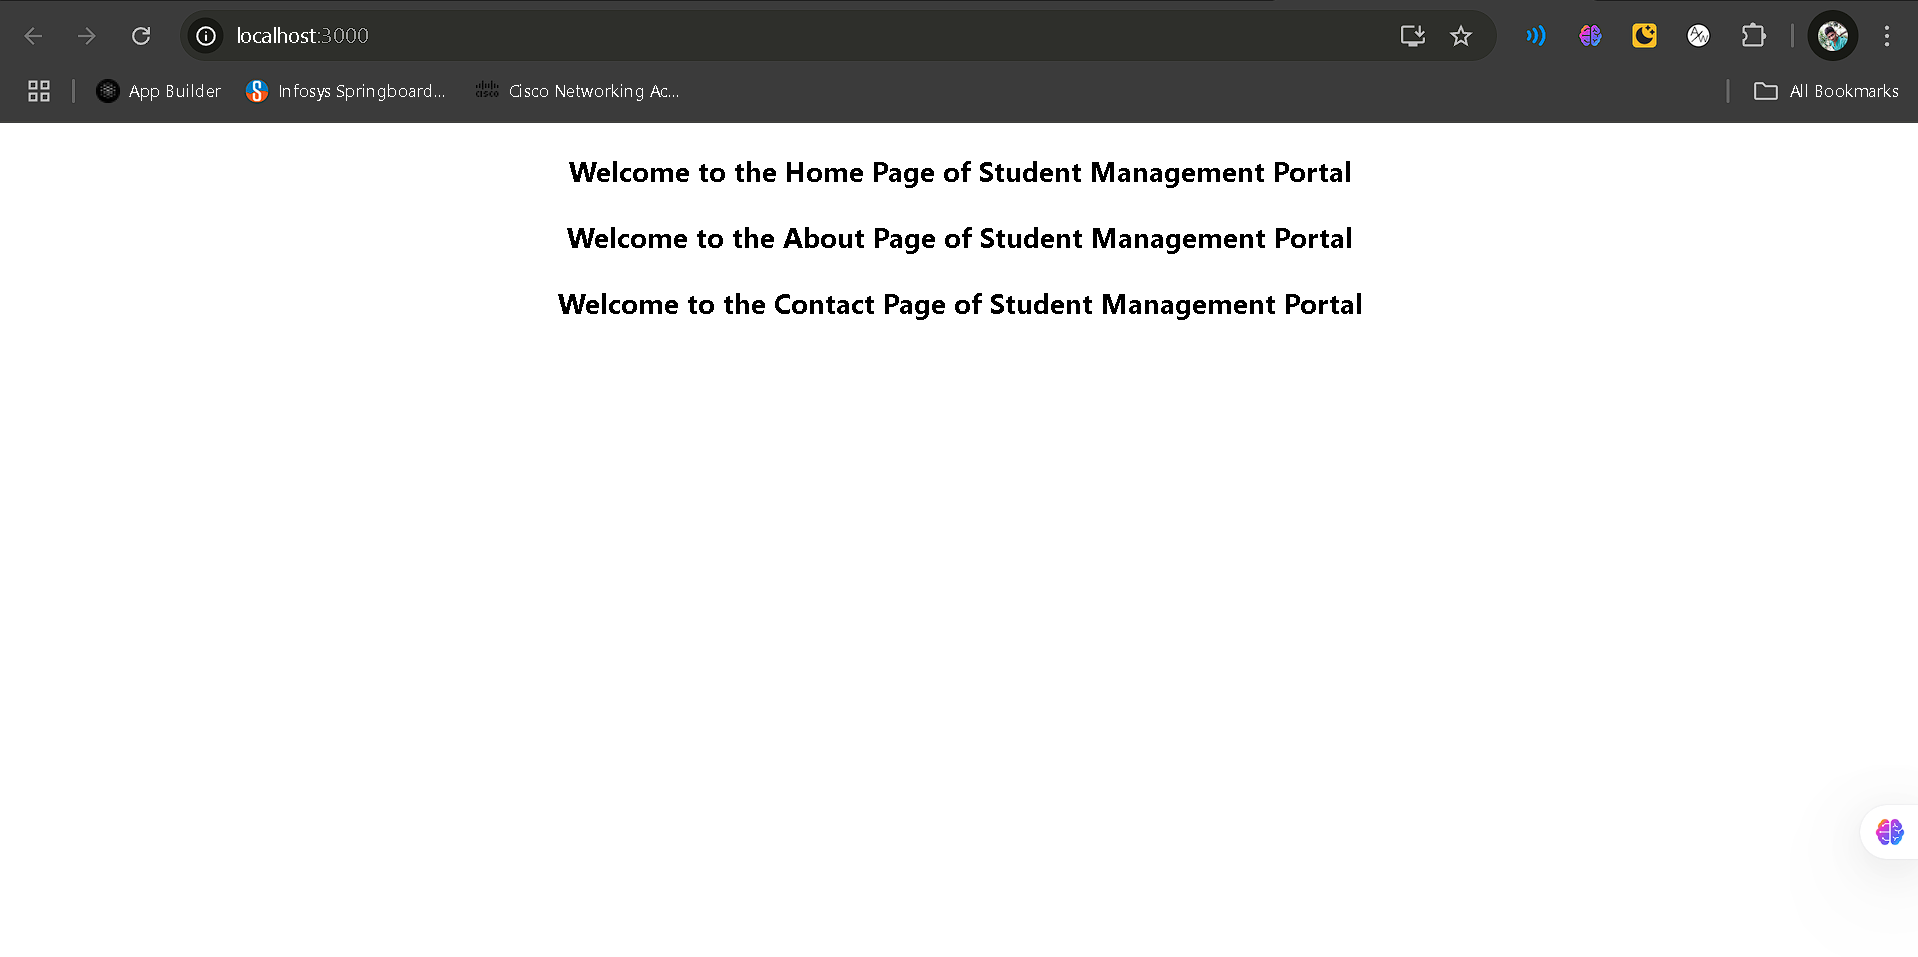 localhost:3000
App Builder
Infosys Springboard...
Cisco Networking Ac...
All Bookmarks
Welcome to the Home Page of Student Management Portal
Welcome to the About Page of Student Management Portal
Welcome to the Contact Page of Student Management Portal